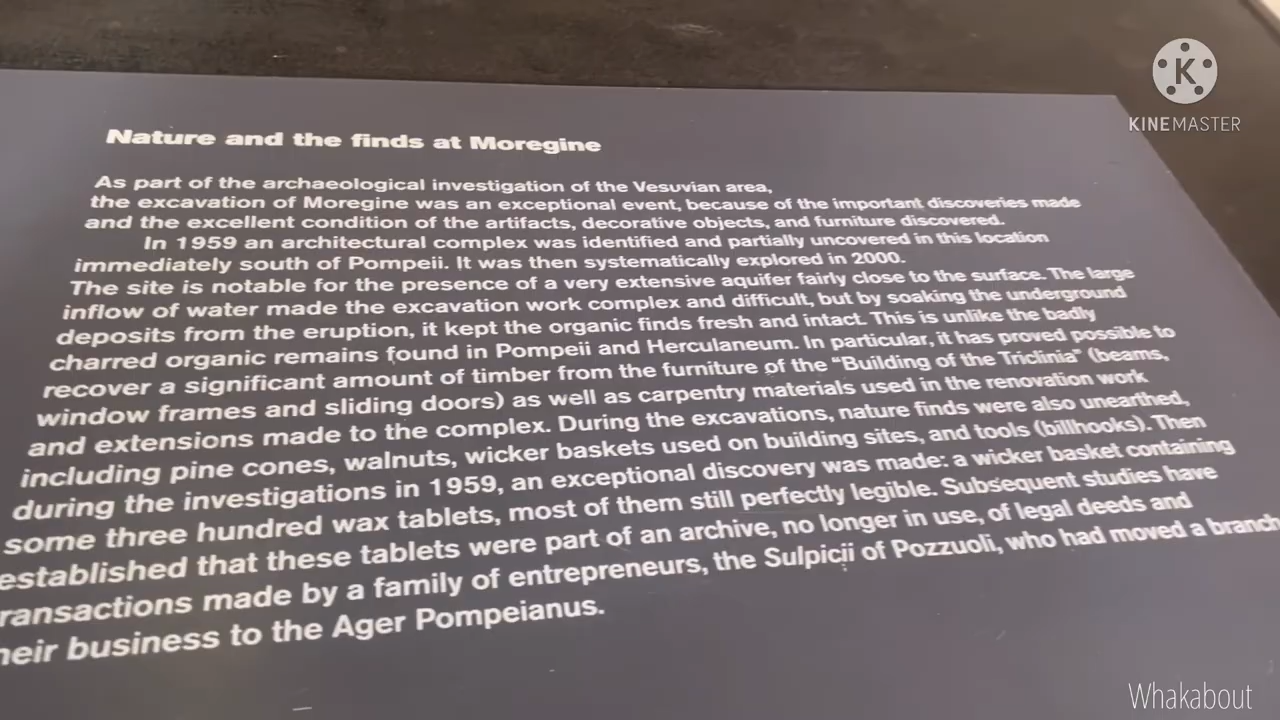 Nature and the finds at Moregine
As part of the archaeological investigation of the Vesuvian area,
the excavation of Moregine was an exceptional event, because of the important discoveries made
and the excellent condition of the artifacts, decorative objects, and furniture discovered.
In 1959 an architectural complex was identified and partially uncovered in this location
immediately south of Pompeii. It was then systematically explored in 2000.
The site is notable for the presence of a very extensive aquifer fairly close to the surface. The large
inflow of water made the excavation work complex and difficult, but by soaking the underground
deposits from the eruption, it kept the organic finds fresh and intact. This is unlike the badly
charred organic remains found in Pompeii and Herculaneum. In particular, it has proved possible to
recover a significant amount of timber from the furniture of the "Building of the Triclinia" (beams,
window frames and sliding doors) as well as carpentry materials used in the renovation work
and extensions made to the complex. During the excavations, nature finds were also unearthed,
including pine cones, walnuts, wicker baskets used on building sites, and tools (billhooks). Then
during the investigations in 1959, an exceptional discovery was made: a wicker basket containing
some three hundred wax tablets, most of them still perfectly legible. Subsequent studies have
established that these tablets were part of an archive, no longer in use, of legal deeds and
ransactions made by a family of entrepreneurs, the Sulpicii of Pozzuoli, who had moved a branch
heir business to the Ager Pompeianus.
K
KINEMASTER
Whakabout